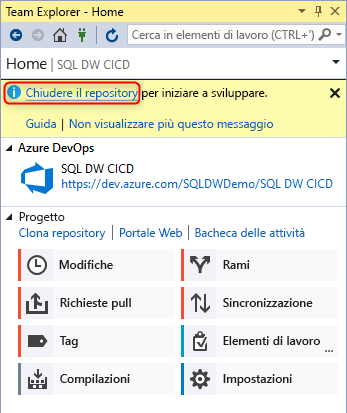 Team Explorer - Home
Cerca in elementi di lavoro (CTRL+')
Home | SQL DW CICD
Chiudere il repository per iniziare a sviluppare.
Guida | Non visualizzare più questo messaggio
Azure DevOps
SQL DW CICD
https://dev.azure.com/SQLDWDemo/SQL DW CICD
Progetto
Clona repository | Portale Web | Bacheca delle attività
Modifiche
Rami
Richieste pull
Sincronizzazione
Tag
Elementi di lavoro ...
Compilazioni
Impostazioni